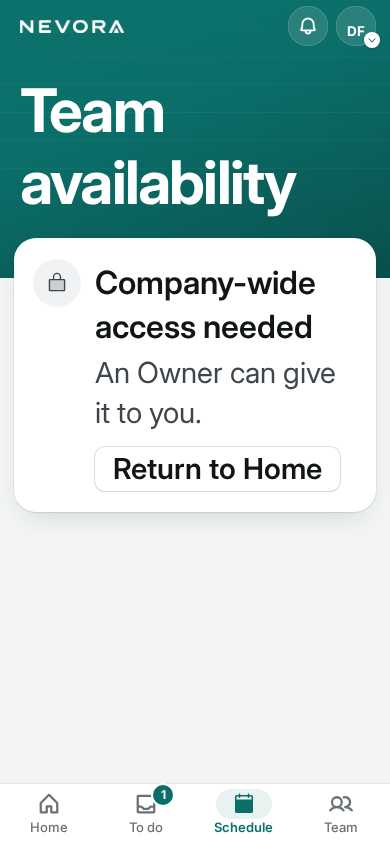 NEVORA
DF
Team
availability
Company-wide
access needed
An Owner can give
it to you.
Return to Home
1
Home
To do
Schedule
Team